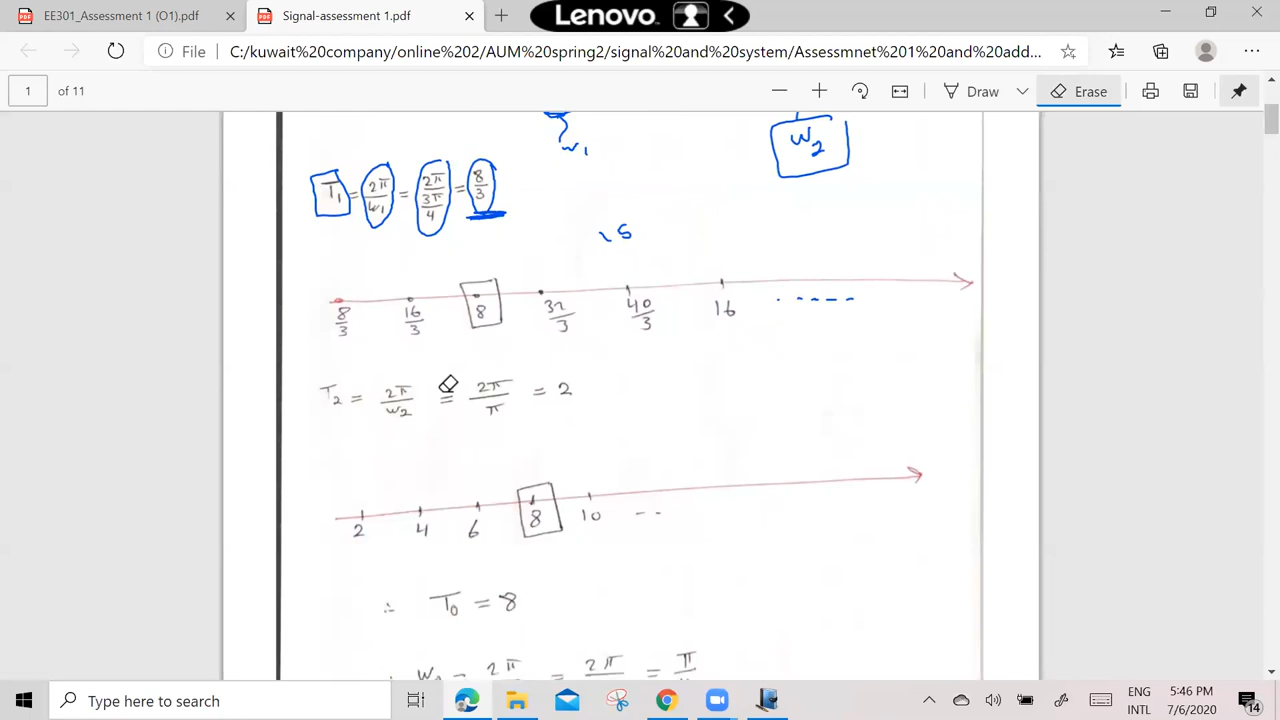 EE301_Assessment 1 (O1).pdf
Signal-assessment 1.pdf
Lenovo
File
C:/kuwait%20company/online%202/AUM%20spring2/signal%20and%20system/Assessmnet%201%20and%20add...
1 of 11
Draw
Erase
w1
w2
T1 = 2π/w1 = 2π/(3π/4) = 8/3
8/3 16/3 8 32/3 40/3 16 ......
T2 = 2π/w2 = 2π/π = 2
2 4 6 8 10 --
∴ T0 = 8
2π = 2π = π
Type here to search
ENG
INTL
5:46 PM
7/6/2020
14